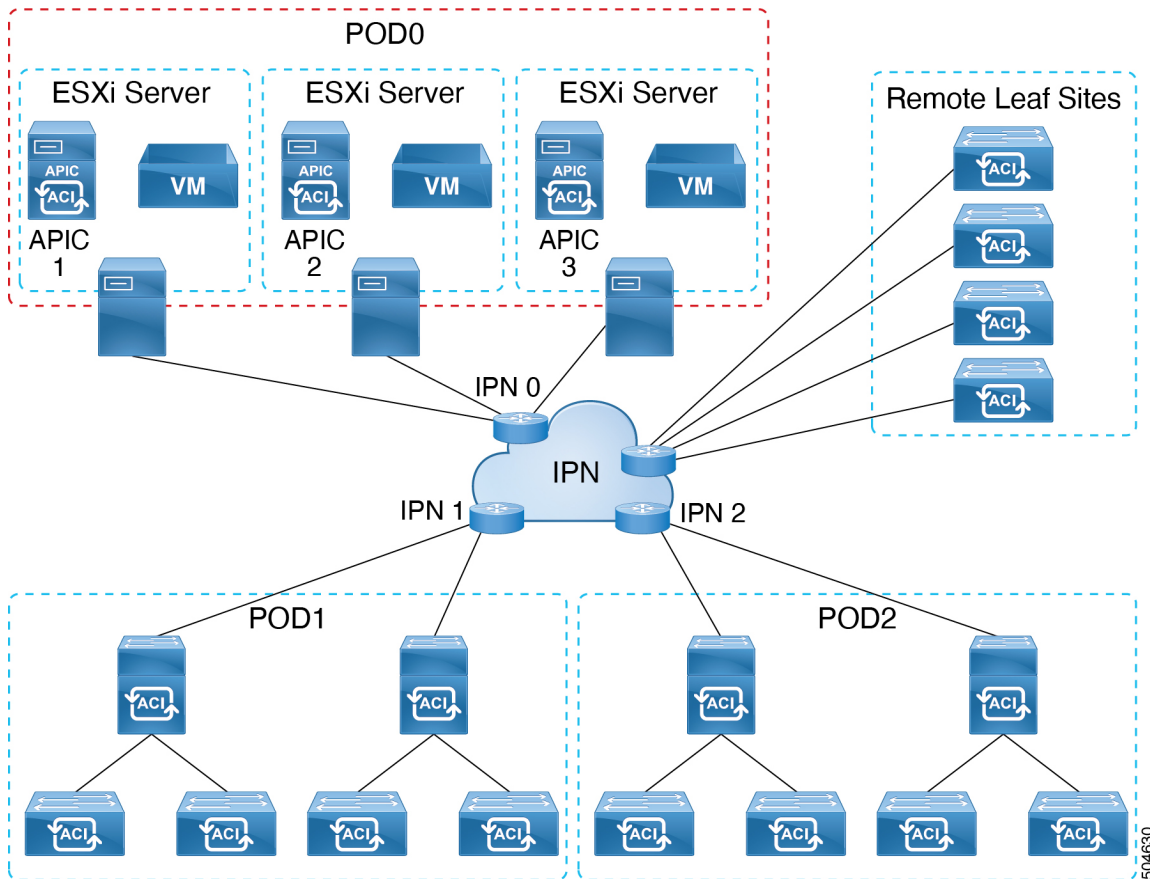 POD0
ESXi Server
ESXi Server
ESXi Server
APIC
ACI
VM
APIC
ACI
VM
APIC
ACI
VM
APIC
1
APIC
2
APIC
3
Remote Leaf Sites
ACI
ACI
ACI
ACI
IPN 0
IPN
IPN 1
IPN 2
POD1
ACI
ACI
ACI
ACI
ACI
ACI
POD2
ACI
ACI
ACI
ACI
ACI
ACI
504630